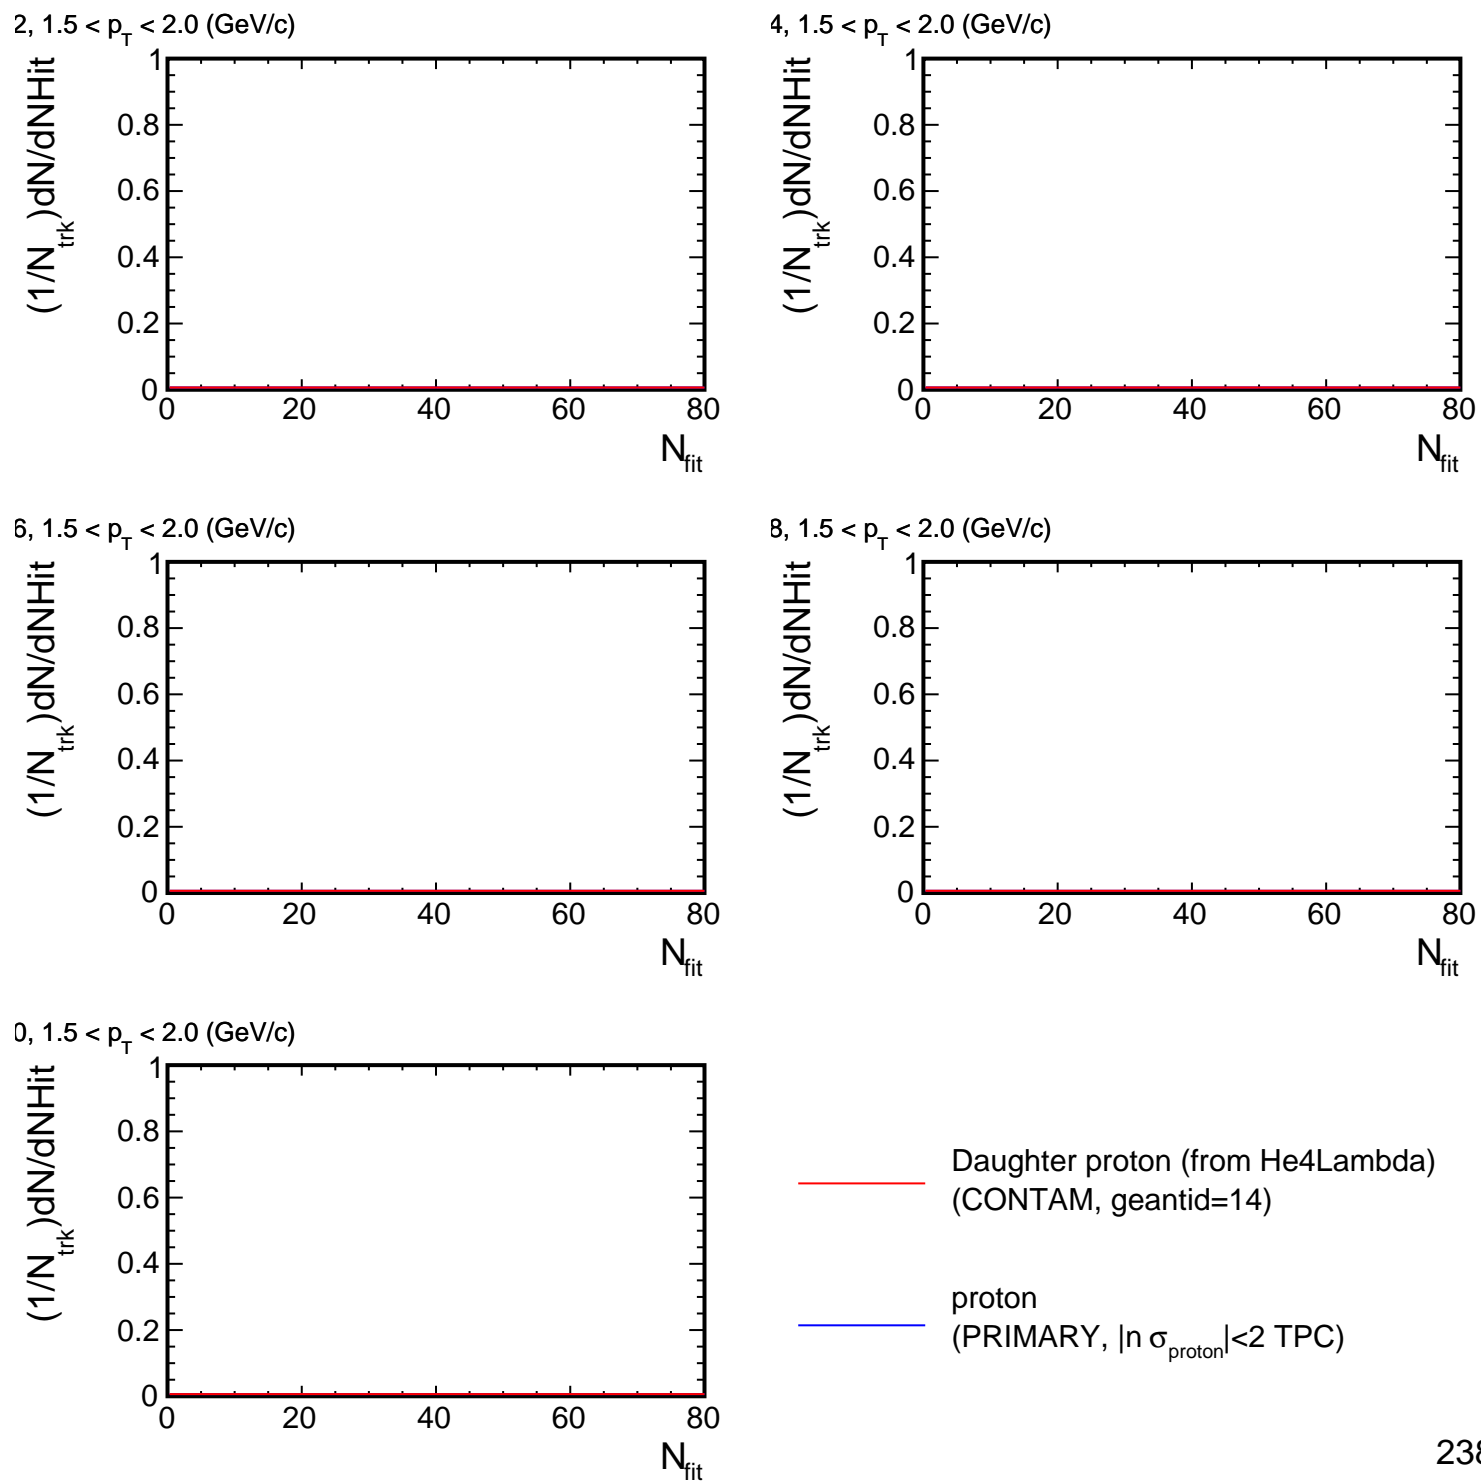 2, 1.5 < p_T < 2.0 (GeV/c)
(1/N_trk)dN/dNHit
1
0.8
0.6
0.4
0.2
0
0 20 40 60 80
N_fit
4, 1.5 < p_T < 2.0 (GeV/c)
(1/N_trk)dN/dNHit
1
0.8
0.6
0.4
0.2
0
0 20 40 60 80
N_fit
6, 1.5 < p_T < 2.0 (GeV/c)
(1/N_trk)dN/dNHit
1
0.8
0.6
0.4
0.2
0
0 20 40 60 80
N_fit
8, 1.5 < p_T < 2.0 (GeV/c)
(1/N_trk)dN/dNHit
1
0.8
0.6
0.4
0.2
0
0 20 40 60 80
N_fit
0, 1.5 < p_T < 2.0 (GeV/c)
(1/N_trk)dN/dNHit
1
0.8
0.6
0.4
0.2
0
0 20 40 60 80
N_fit
Daughter proton (from He4Lambda)
(CONTAM, geantid=14)
proton
(PRIMARY, |n σ_proton|<2 TPC)
238